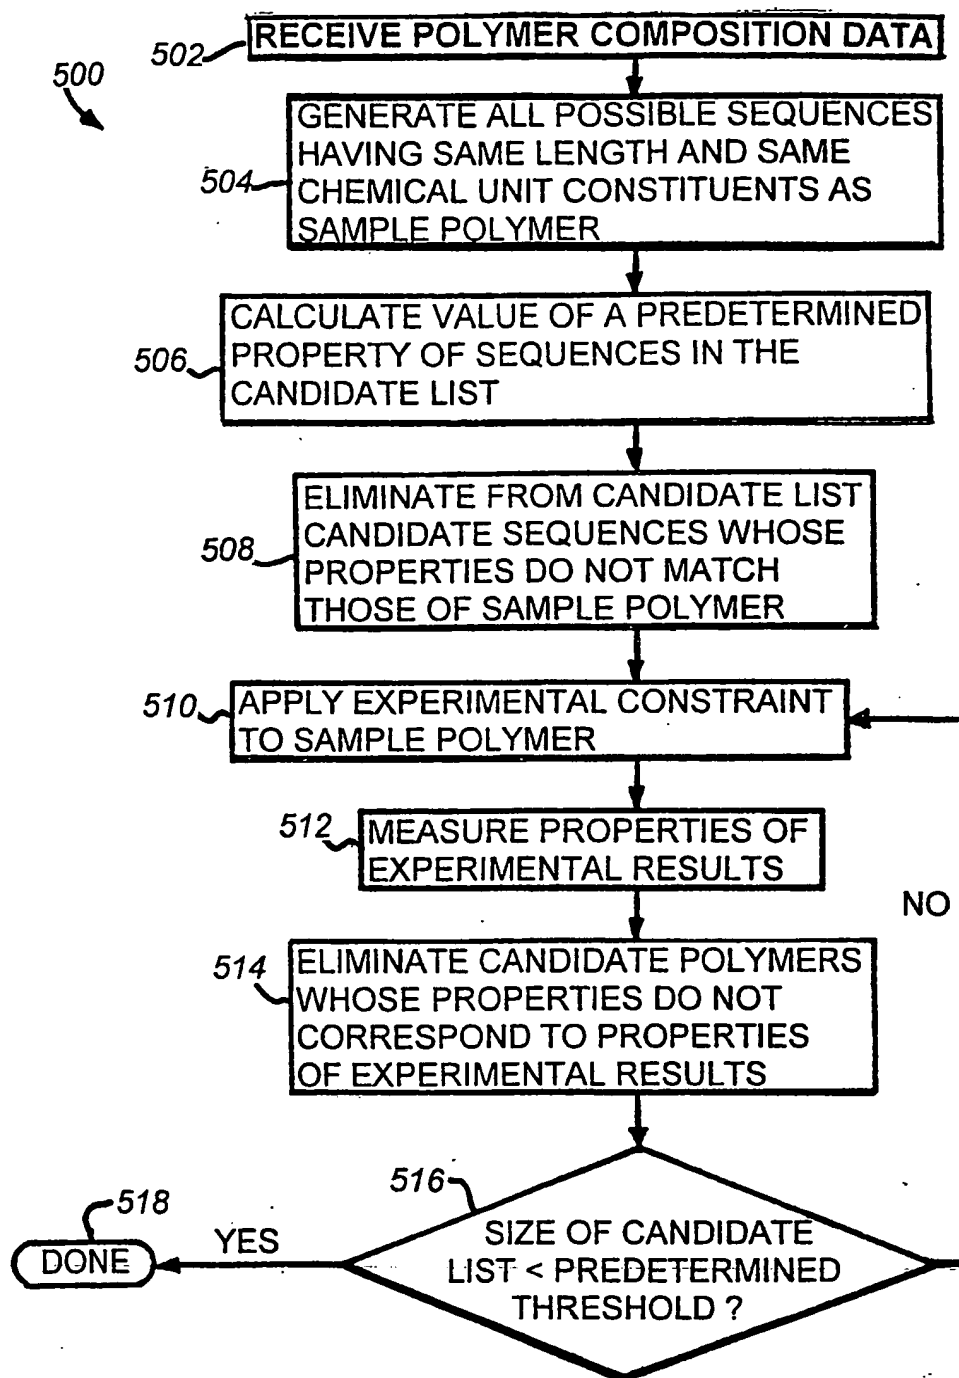 502 RECEIVE POLYMER COMPOSITION DATA
500
GENERATE ALL POSSIBLE SEQUENCES
HAVING SAME LENGTH AND SAME
504 CHEMICAL UNIT CONSTITUENTS AS
SAMPLE POLYMER
CALCULATE VALUE OF A PREDETERMINED
506 PROPERTY OF SEQUENCES IN THE
CANDIDATE LIST
ELIMINATE FROM CANDIDATE LIST
CANDIDATE SEQUENCES WHOSE
508 PROPERTIES DO NOT MATCH
THOSE OF SAMPLE POLYMER
510 APPLY EXPERIMENTAL CONSTRAINT
TO SAMPLE POLYMER
512 MEASURE PROPERTIES OF
EXPERIMENTAL RESULTS
NO
514 ELIMINATE CANDIDATE POLYMERS
WHOSE PROPERTIES DO NOT
CORRESPOND TO PROPERTIES
OF EXPERIMENTAL RESULTS
516
518
SIZE OF CANDIDATE
LIST < PREDETERMINED
THRESHOLD ?
YES
DONE